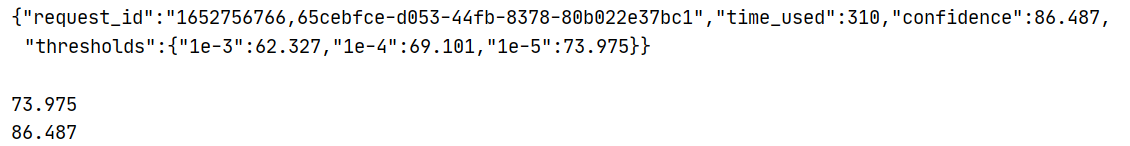 {"request_id":"1652756766,65cebfce-d053-44fb-8378-80b022e37bc1","time_used":310,"confidence":86.487,
"thresholds":{"1e-3":62.327,"1e-4":69.101,"1e-5":73.975}}
73.975
86.487